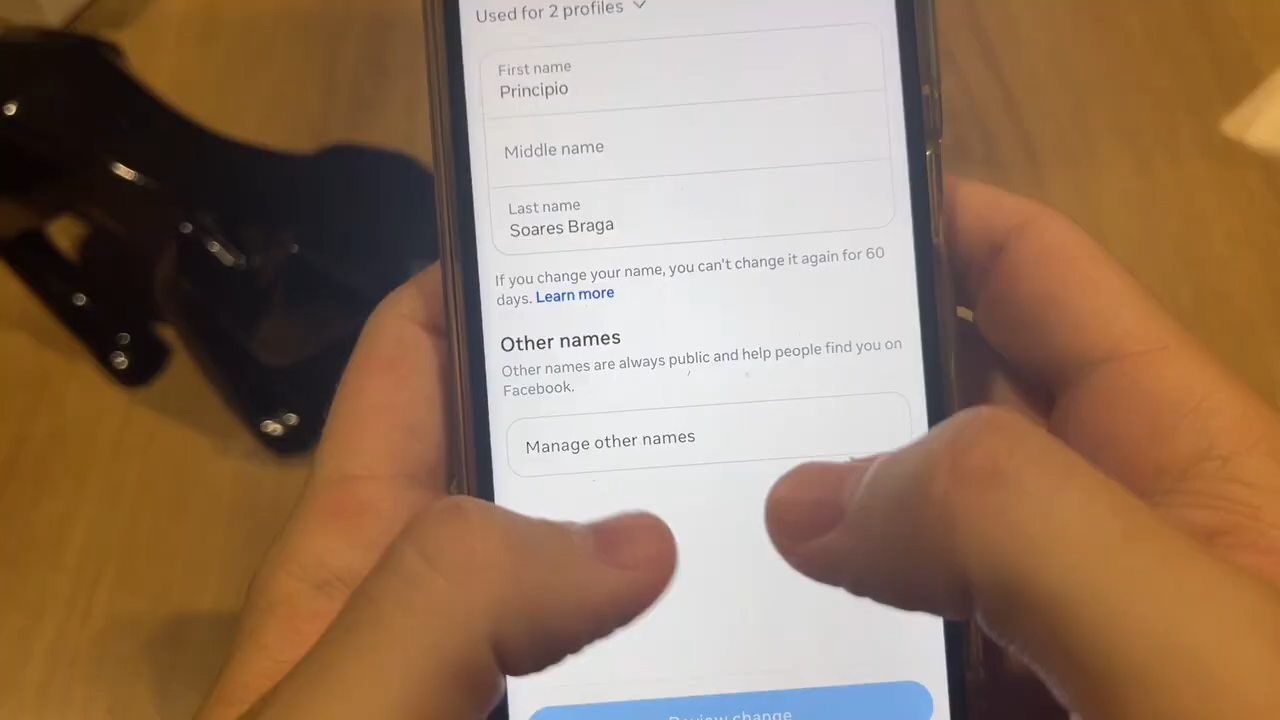 Used for 2 profiles
First name
Principio
Middle name
Last name
Soares Braga
If you change your name, you can't change it again for 60
days. Learn more
Other names
Other names are always public and help people find you on
Facebook.
Manage other names
Review change